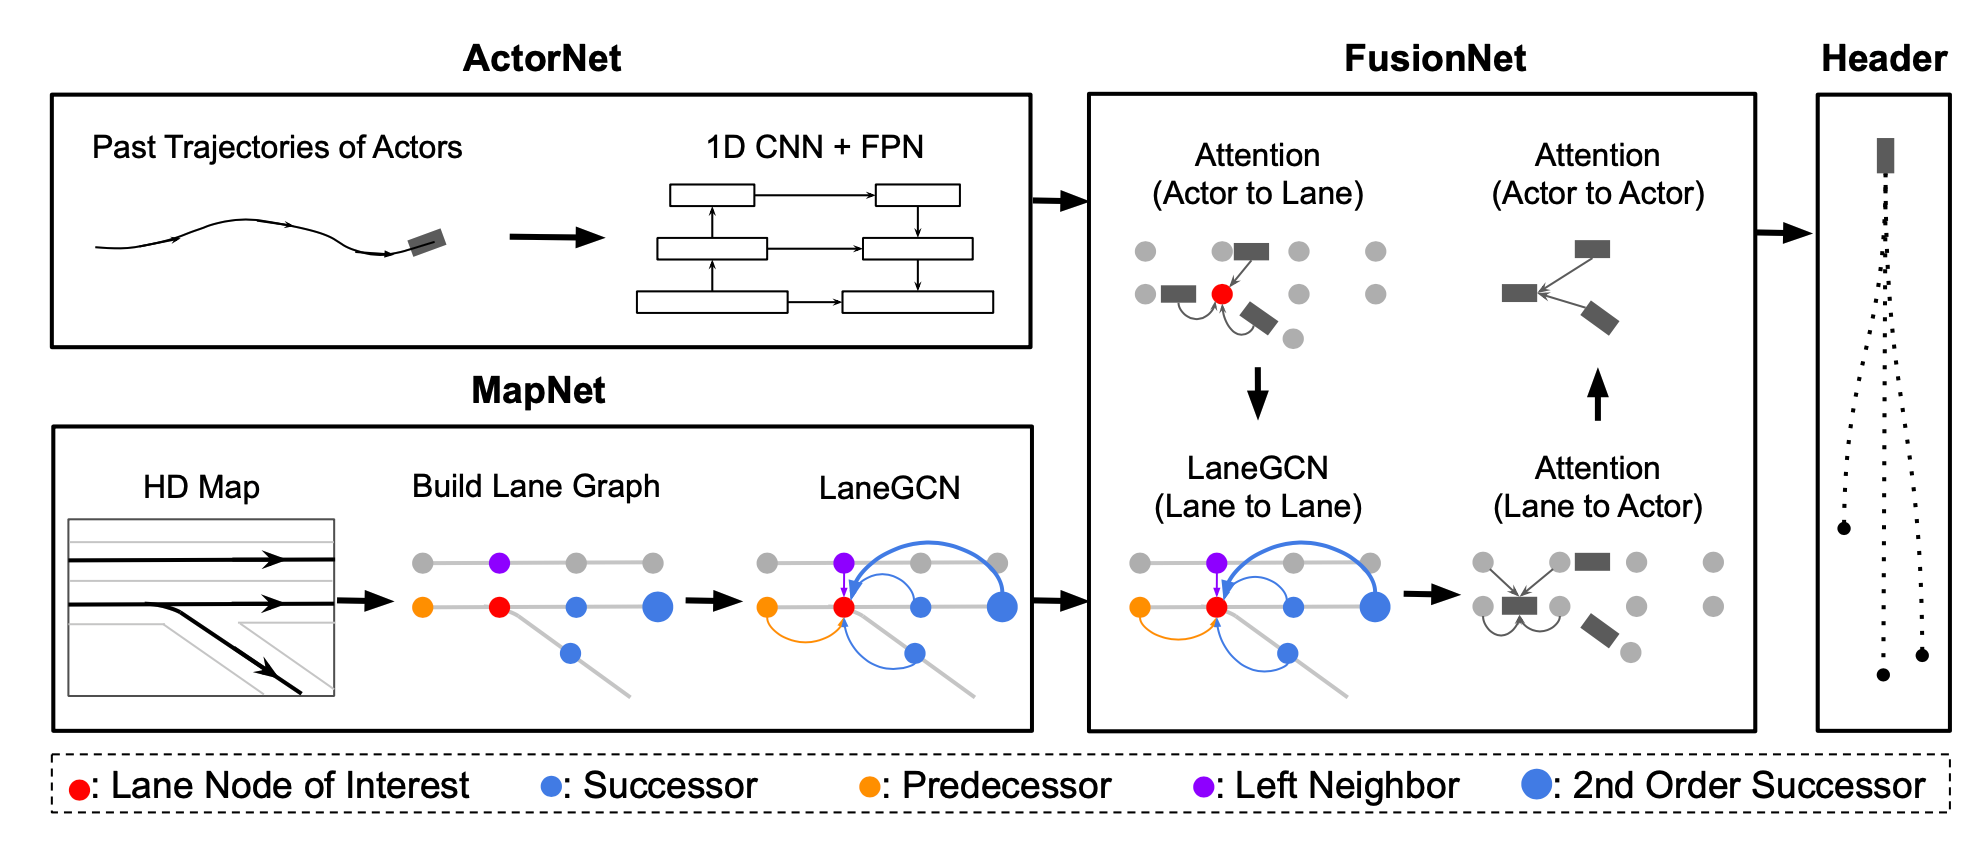 ActorNet
Past Trajectories of Actors
1D CNN + FPN
MapNet
HD Map
Build Lane Graph
LaneGCN
FusionNet
Attention
(Actor to Lane)
Attention
(Actor to Actor)
LaneGCN
(Lane to Lane)
Attention
(Lane to Actor)
Header
: Lane Node of Interest
: Successor
: Predecessor
: Left Neighbor
: 2nd Order Successor